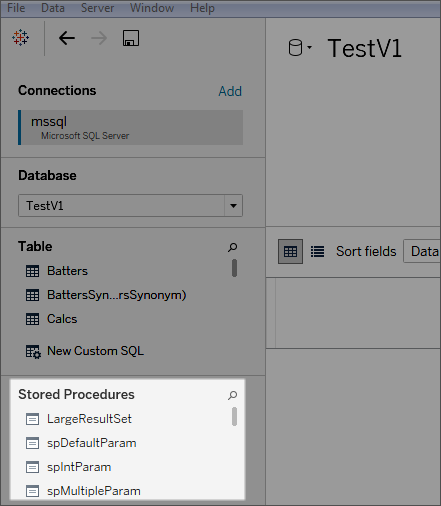 File Data Server Window Help
Connections Add
mssql
Microsoft SQL Server
Database
TestV1
Table
Batters
BattersSyn...rsSynonym)
Calcs
New Custom SQL
Stored Procedures
LargeResultSet
spDefaultParam
spIntParam
spMultipleParam
TestV1
Sort fields Data